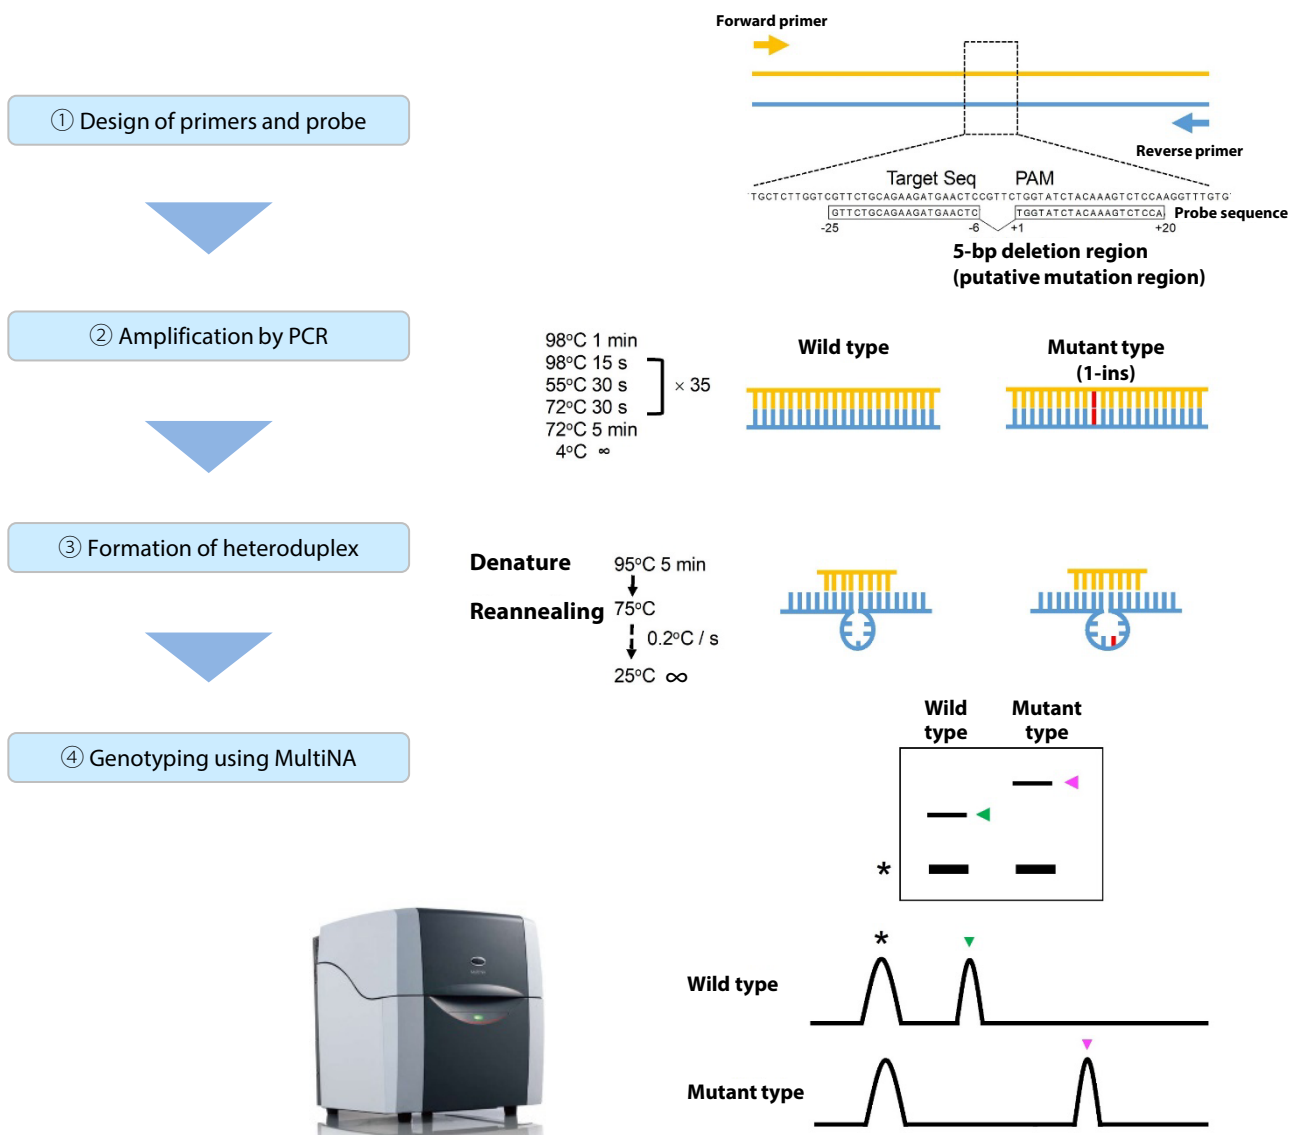 Forward primer
① Design of primers and probe
Reverse primer
Target Seq PAM
TGCTCTTGGTCGTTCTGCAGAAGATGAACTCCGTTCTGGTATCTACAAAGTCTCCAAGGTTTGTG
GTTCTGCAGAAGATGAACTC TGGTATCTACAAAGTCTCCA Probe sequence
-25 -6 +1 +20
5-bp deletion region
(putative mutation region)
② Amplification by PCR
98°C 1 min
98°C 15 s
55°C 30 s
72°C 30 s
× 35
72°C 5 min
4°C ∞
Wild type
Mutant type
(1-ins)
③ Formation of heteroduplex
Denature 95°C 5 min
Reannealing 75°C
0.2°C / s
25°C ∞
④ Genotyping using MultiNA
Wild
type
Mutant
type
*
*
Wild type
Mutant type